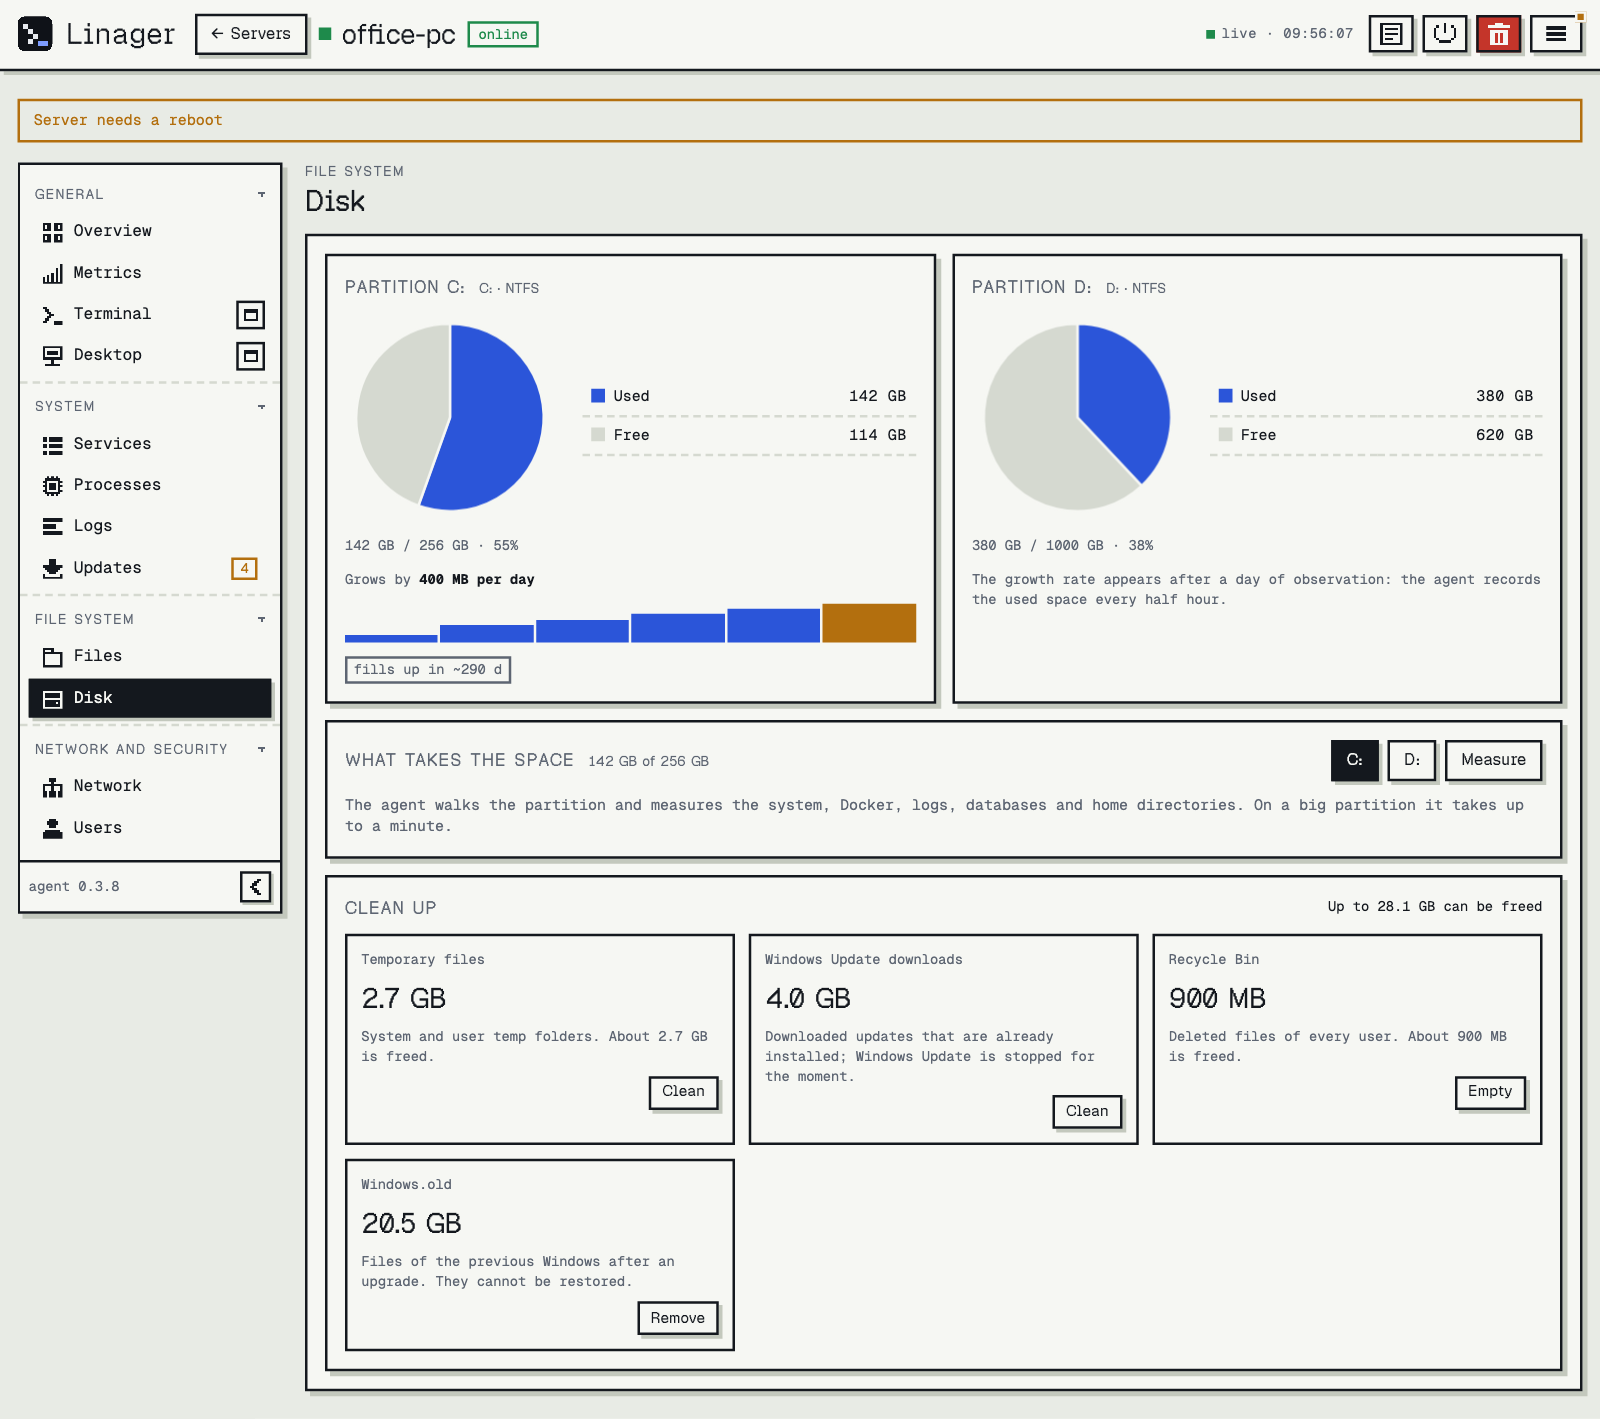 Linager
← Servers
office-pc
online
live · 09:56:07
Server needs a reboot
GENERAL
Overview
Metrics
Terminal
Desktop
SYSTEM
Services
Processes
Logs
Updates
4
FILE SYSTEM
Files
Disk
NETWORK AND SECURITY
Network
Users
agent 0.3.8
FILE SYSTEM
Disk
PARTITION C: C: · NTFS
Used 142 GB
Free 114 GB
142 GB / 256 GB · 55%
Grows by 400 MB per day
fills up in ~290 d
PARTITION D: D: · NTFS
Used 380 GB
Free 620 GB
380 GB / 1000 GB · 38%
The growth rate appears after a day of observation: the agent records
the used space every half hour.
WHAT TAKES THE SPACE 142 GB of 256 GB
C:
D:
Measure
The agent walks the partition and measures the system, Docker, logs, databases and home directories. On a big partition it takes up
to a minute.
CLEAN UP
Up to 28.1 GB can be freed
Temporary files
2.7 GB
System and user temp folders. About 2.7 GB
is freed.
Clean
Windows Update downloads
4.0 GB
Downloaded updates that are already
installed; Windows Update is stopped for
the moment.
Clean
Recycle Bin
900 MB
Deleted files of every user. About 900 MB
is freed.
Empty
Windows.old
20.5 GB
Files of the previous Windows after an
upgrade. They cannot be restored.
Remove